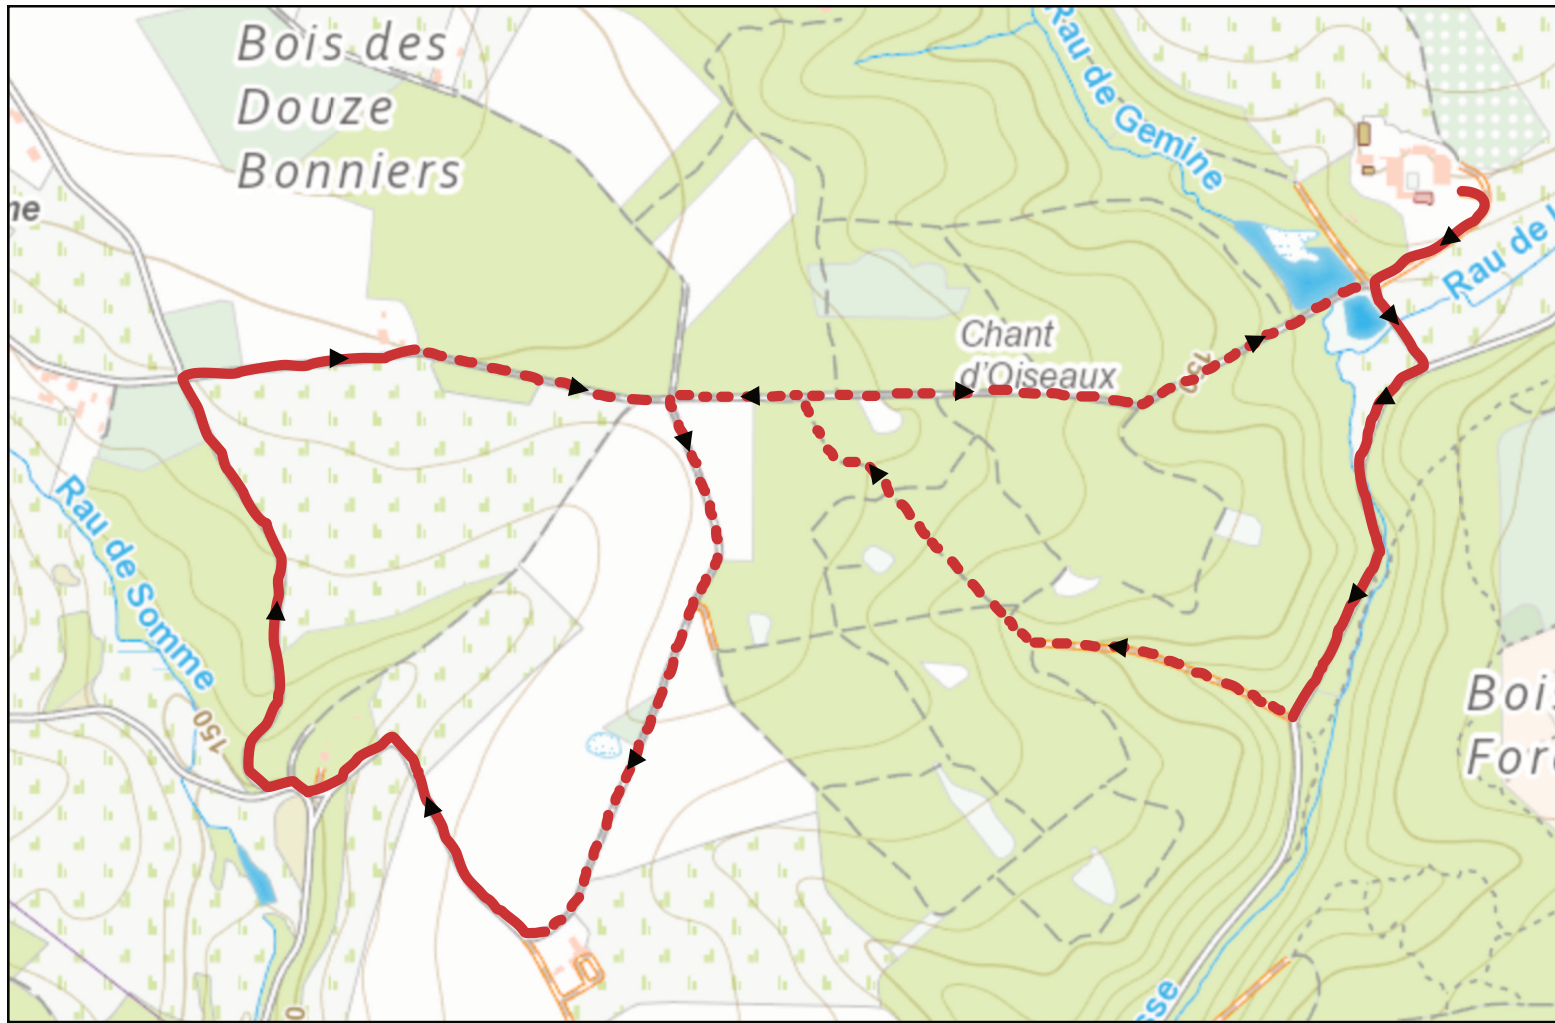 Bois des
Douze
Bonniers
Rau de Gemine
ne
Rau de
Chant
d'Oiseaux
150
Rau de Somme
150
Bois
Fore
sse
0